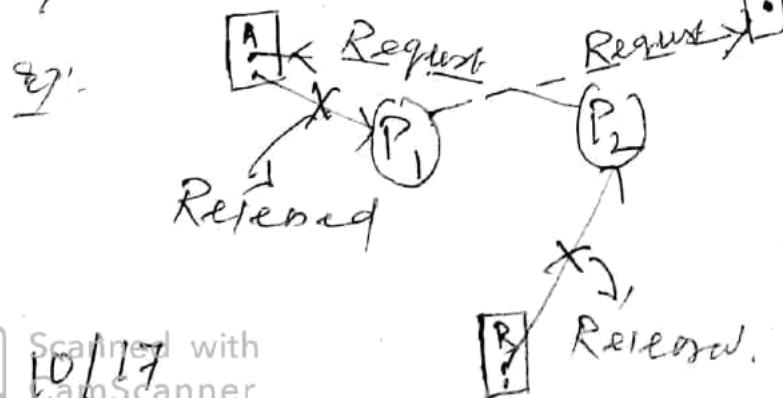 eg:
A
Request
Request
P1
P2
Released
R
Released.
Scanned with
10/17
CamScanner